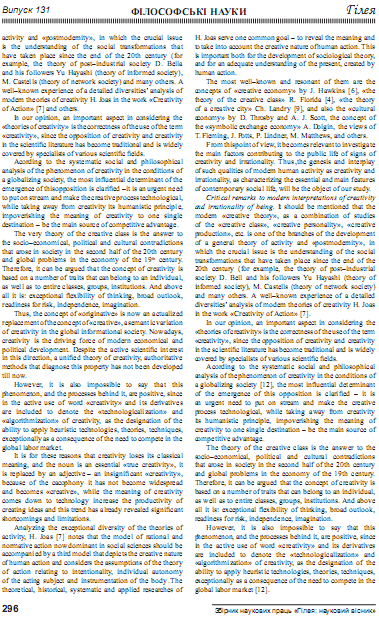 Випуск 131
ФІЛОСОФСЬКІ НАУКИ
Гілея
activity and «postmodernity», in which the crucial issue
is the understanding of the social transformations that
have taken place since the end of the 20th century (for
example, the theory of post–industrial society D. Bella
and his followers Yu Hayashi (theory of informed society),
M. Castells (theory of network society) and many others. A
well–known experience of a detailed diversities' analysis of
modern theories of creativity H. Joas in the work «Creativity
of Action» [7] and others.
In our opinion, an important aspect in considering the
«theories of creativity» is the correctness of the use of the term
«creativity», since the opposition of creativity and creativity
in the scientific literature has become traditional and is widely
covered by specialists of various scientific fields.
According to the systematic social and philosophical
analysis of the phenomenon of creativity in the conditions of
a globalizing society, the most influential determinant of the
emergence of this opposition is clarified –it is an urgent need
to put on stream and make the creative process technological,
while taking away from creativity its humanistic principle,
impoverishing the meaning of creativity to one single
destination – be the main source of competitive advantage.
The very theory of the creative class is the answer to
the socio–economical, political and cultural contradictions
that arose in society in the second half of the 20th century
and global problems in the economy of the 19th century.
Therefore, it can be argued that the concept of creativity is
based on a number of traits that can belong to an individual,
as well as to entire classes, groups, institutions. And above
all it is: exceptional flexibility of thinking, broad outlook,
readiness for risk, independence, imagination.
Thus, the concept of «originative» is now an actualized
replacement of the concept of «creative», a semantic variation
of creativity in the global informational society. Nowadays,
creativity is the driving force of modern economical and
political development. Despite the active scientific interest
in this direction, a unified theory of creativity, authoritative
methods that diagnose this property has not been developed
till now.
However, it is also impossible to say that this
phenomenon, and the processes behind it, are positive, since
in the active use of word «creativity» and its derivatives
are included to denote the «technologicalization» and
«algorithmization» of creativity, as the designation of the
ability to apply heuristic technologies, theories, techniques,
exceptionally as a consequence of the need to compete in the
global labor market.
It is for these reasons that creativity loses its classical
meaning, and the noun is an essential «true creativity», it
is replaced by an adjective – an insignificant «creativity»,
because of the cacophony it has not become widespread
and becomes «creative», while the meaning of creativity
comes down to technology increase the productivity of
creating ideas and this trend has already revealed significant
shortcomings and limitations.
Analyzing the exceptional diversity of the theories of
activity, H. Joas [7] notes that the model of rational and
normative action now dominant in social sciences should be
accompanied by a third model that depicts the creative nature
of human action and considers the assumptions of the theory
of action relating to intentionality, individual autonomy
of the acting subject and instrumentation of the body .The
theoretical, historical, systematic and applied researches of
H. Joas serve one common goal – to reveal the meaning and
to take into account the creative nature of human action. This
is important both for the development of sociological theory,
and for an adequate understanding of the present, created by
human action.
The most well–known and resonant of them are the
concepts of «creative economy» by J. Hawkins [6], «the
theory of the creative class» R. Florida [4], «the theory
of a creative city» Ch. Landry [9], and also the «cultural
economy» by D. Throsby and A. J. Scott, the concept of
the «symbolic exchange economy» A. Dolgin, the views of
T. Fleming, J. Potrs, P. Lindner, M. Matthews, and others.
From this point of view, it becomes relevant to investigate
the main factors contributing to the public life of signs of
creativity and irrationality. Thus ,the genesis and interplay
of such qualities of modern human activity as creativity and
irrationality, as characterizing the essential and main features
of contemporary social life, will be the object of our study.
Critical remarks to modern interpretations of creativity
and irrationality of being. It should be mentioned that the
modern «creative theory», as a combination of studies
of the «creative class», «creative personality», «creative
production», etc. is one of the branches of the development
of a general theory of activity and «postmodernity», in
which the crucial issue is the understanding of the social
transformations that have taken place since the end of the
20th century (for example, the theory of post–industrial
society D. Bell and his followers Yu Hayashi (theory of
informed society), M. Castells (theory of network society)
and many others. A well–known experience of a detailed
diversities' analysis of modern theories of creativity H. Joas
in the work «Creativity of Action» [7].
In our opinion, an important aspect in considering the
«theories of creativity» is the correctness of the use of the term
«creativity», since the opposition of creativity and creativity
in the scientific literature has become traditional and is widely
covered by specialists of various scientific fields.
According to the systematic social and philosophical
analysis of the phenomenon of creativity in the conditions of a
globalizing society [12], the most influential determinant
of the emergence of this opposition is clarified – it is
an urgent need to put on stream and make the creative
process technological, while taking away from creativity
its humanistic principle, impoverishing the meaning of
creativity to one single destination – be the main source of
competitive advantage.
The theory of the creative class is the answer to the
socio–economical, political and cultural contradictions
that arose in society in the second half of the 20th century
and global problems in the economy of the 19th century.
Therefore, it can be argued that the concept of creativity is
based on a number of traits that can belong to an individual,
as well as to entire classes, groups, institutions. And above
all it is: exceptional flexibility of thinking, broad outlook,
readiness for risk, independence, imagination.
However, it is also impossible to say that this
phenomenon, and the processes behind it, are positive, since
in the active use of word «creativity» and its derivatives
are included to denote the «technologicalization» and
«algorithmization» of creativity, as the designation of the
ability to apply heuristic technologies, theories, techniques,
exceptionally as a consequence of the need to compete in the
global labor market [12].
296
Збірник наукових праць «Гілея: науковий вісник»